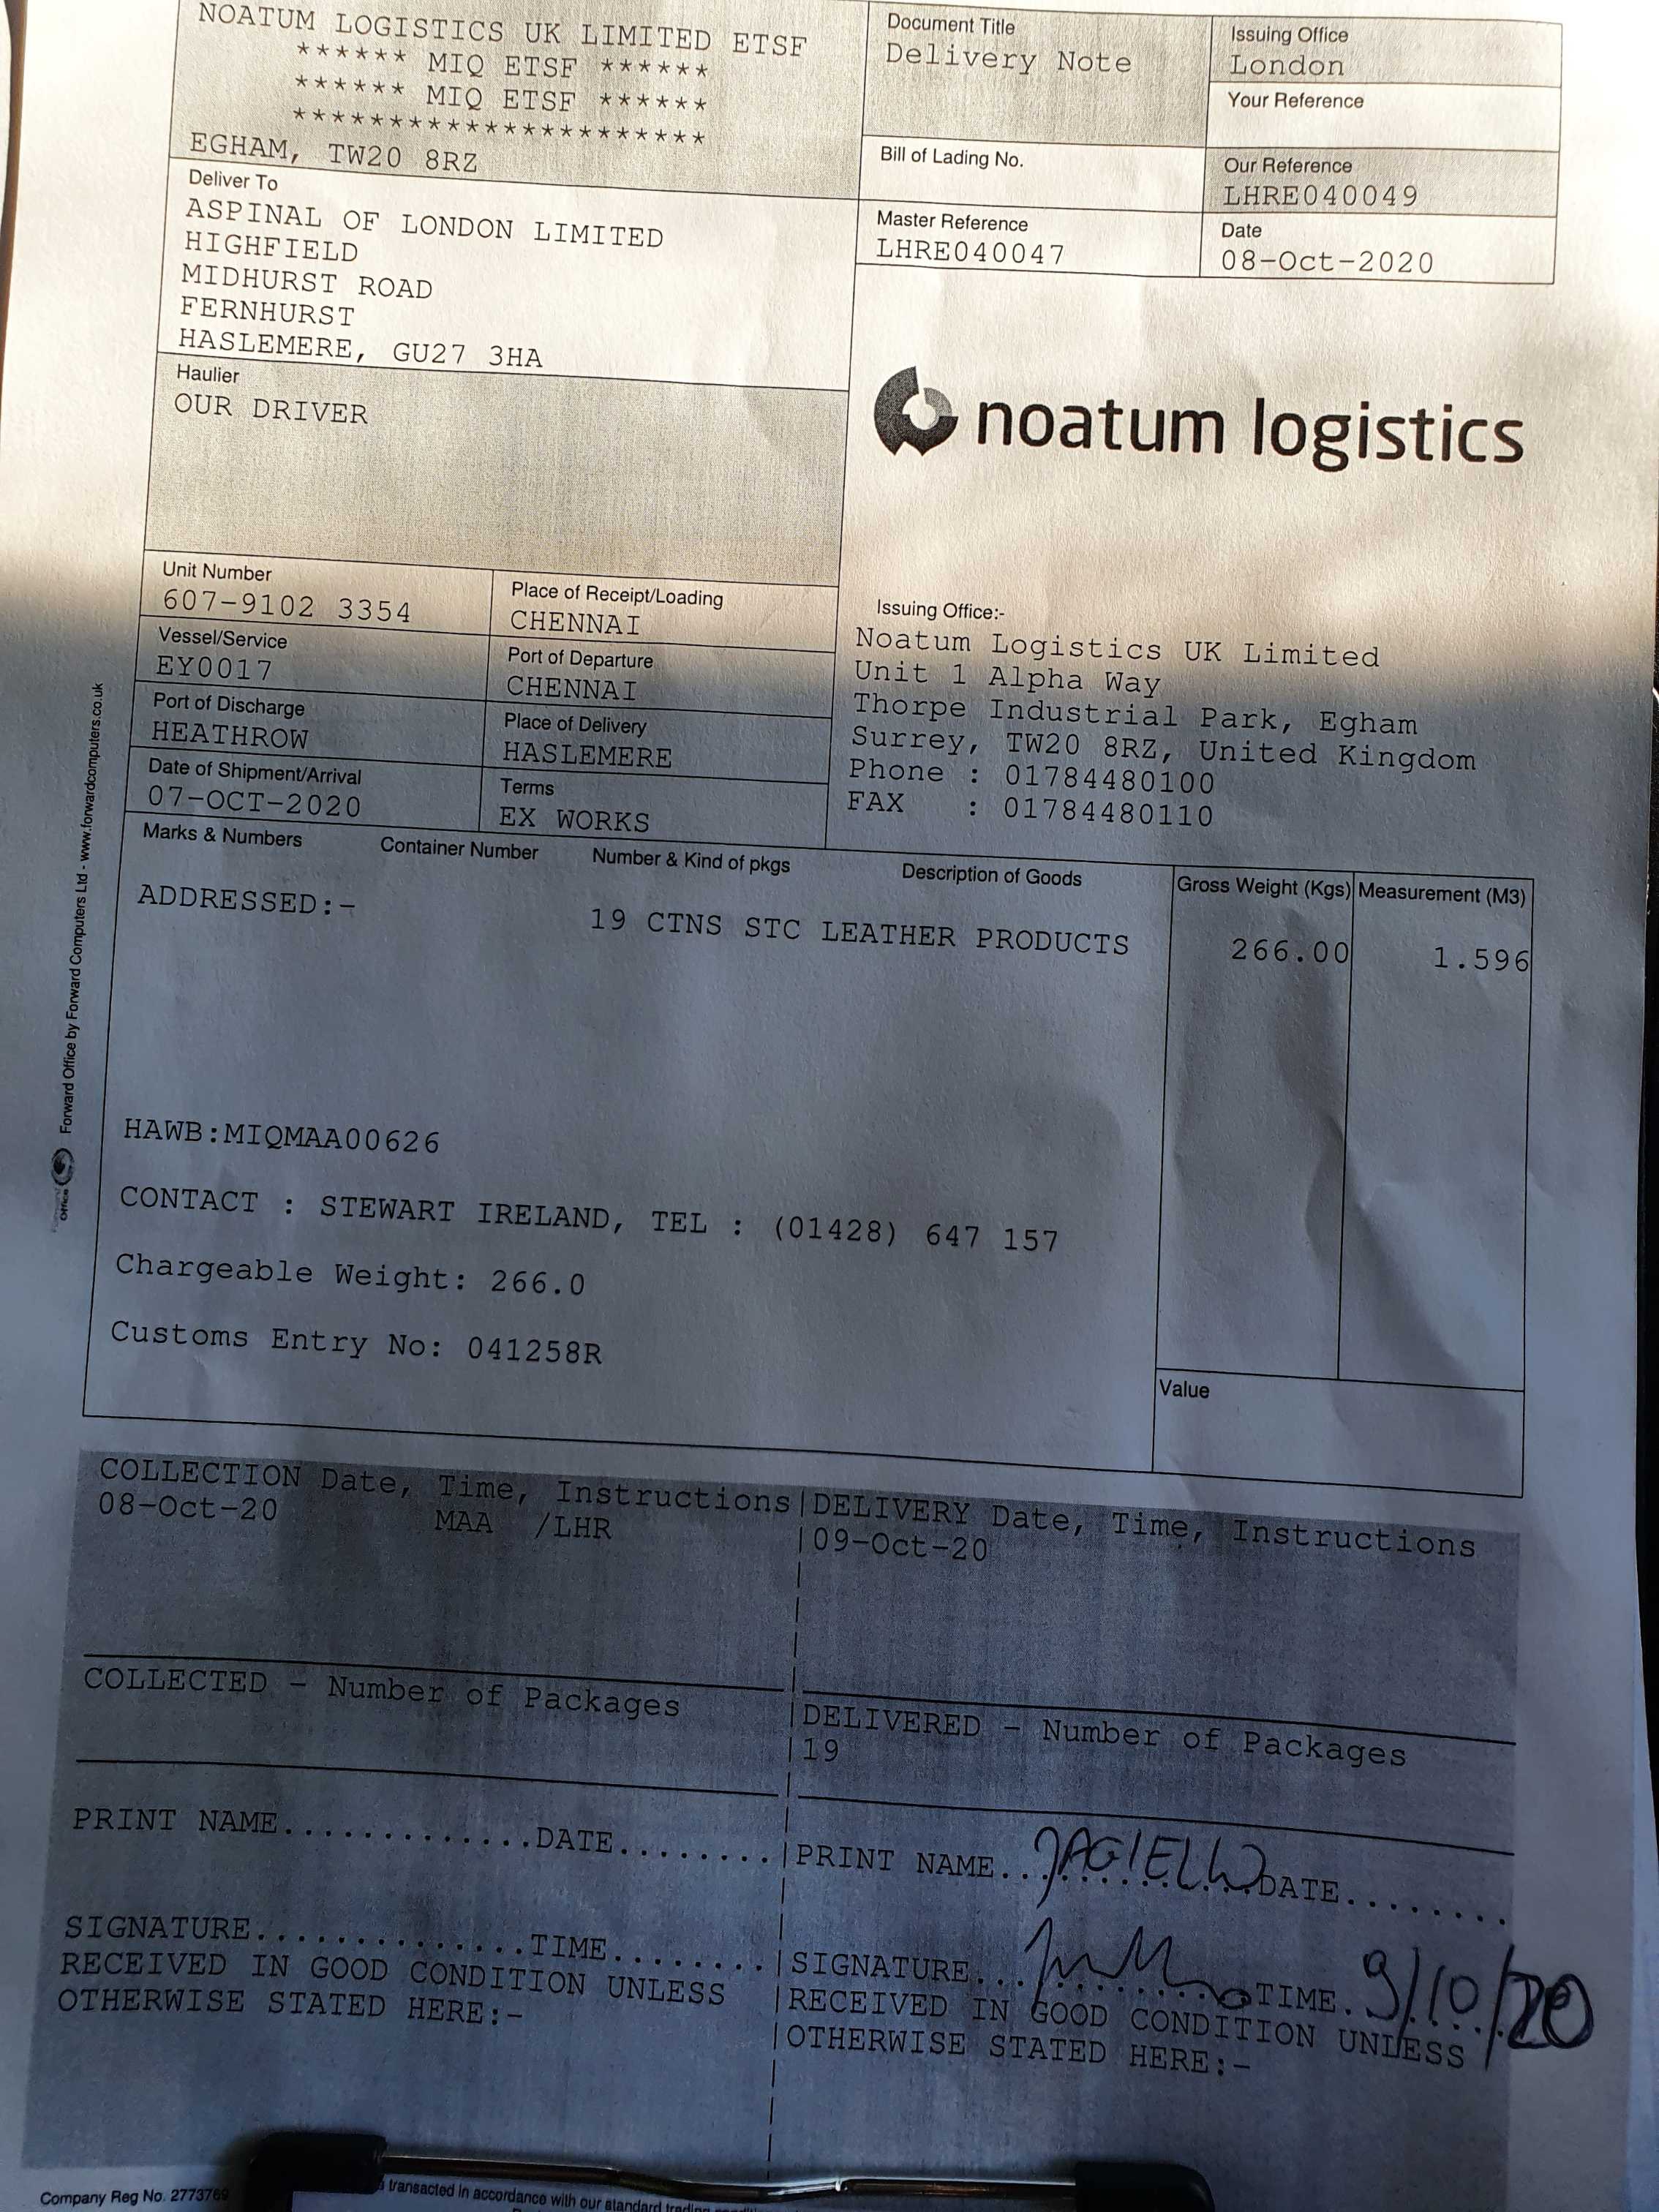 NOATUM LOGISTICS UK LIMITED ETSF
****** MIQ ETSF ******
****** MIQ ETSF ******
**********************
EGHAM, TW20 8RZ
Document Title
Delivery Note
Issuing Office
London
Your Reference
Bill of Lading No.
Our Reference
LHRE040049
Master Reference
LHRE040047
Date
08-Oct-2020
Deliver To
ASPINAL OF LONDON LIMITED
HIGHFIELD
MIDHURST ROAD
FERNHURST
HASLEMERE, GU27 3HA
Haulier
OUR DRIVER
noatum logistics
Unit Number
607-9102 3354
Place of Receipt/Loading
CHENNAI
Vessel/Service
EY0017
Port of Departure
CHENNAI
Port of Discharge
HEATHROW
Place of Delivery
HASLEMERE
Date of Shipment/Arrival
07-OCT-2020
Terms
EX WORKS
Issuing Office:-
Noatum Logistics UK Limited
Unit 1 Alpha Way
Thorpe Industrial Park, Egham
Surrey, TW20 8RZ, United Kingdom
Phone : 01784480100
FAX : 01784480110
Marks & Numbers Container Number Number & Kind of pkgs Description of Goods Gross Weight (Kgs) Measurement (M3)
ADDRESSED:- 19 CTNS STC LEATHER PRODUCTS 266.00 1.596
HAWB:MIQMAA00626
CONTACT : STEWART IRELAND, TEL : (01428) 647 157
Chargeable Weight: 266.0
Customs Entry No: 041258R
Value
Forward Office by Forward Computers Ltd - www.forwardcomputers.co.uk
Office
COLLECTION Date, Time, Instructions
08-Oct-20 MAA /LHR
DELIVERY Date, Time, Instructions
09-Oct-20
COLLECTED - Number of Packages
DELIVERED - Number of Packages
19
PRINT NAME.............DATE........
PRINT NAME... JAGIELLO DATE........
SIGNATURE..............TIME........
RECEIVED IN GOOD CONDITION UNLESS
OTHERWISE STATED HERE:-
SIGNATURE... TIME. 9/10/20
RECEIVED IN GOOD CONDITION UNLESS
OTHERWISE STATED HERE:-
Company Reg No. 2773769
transacted in accordance with our standard trading